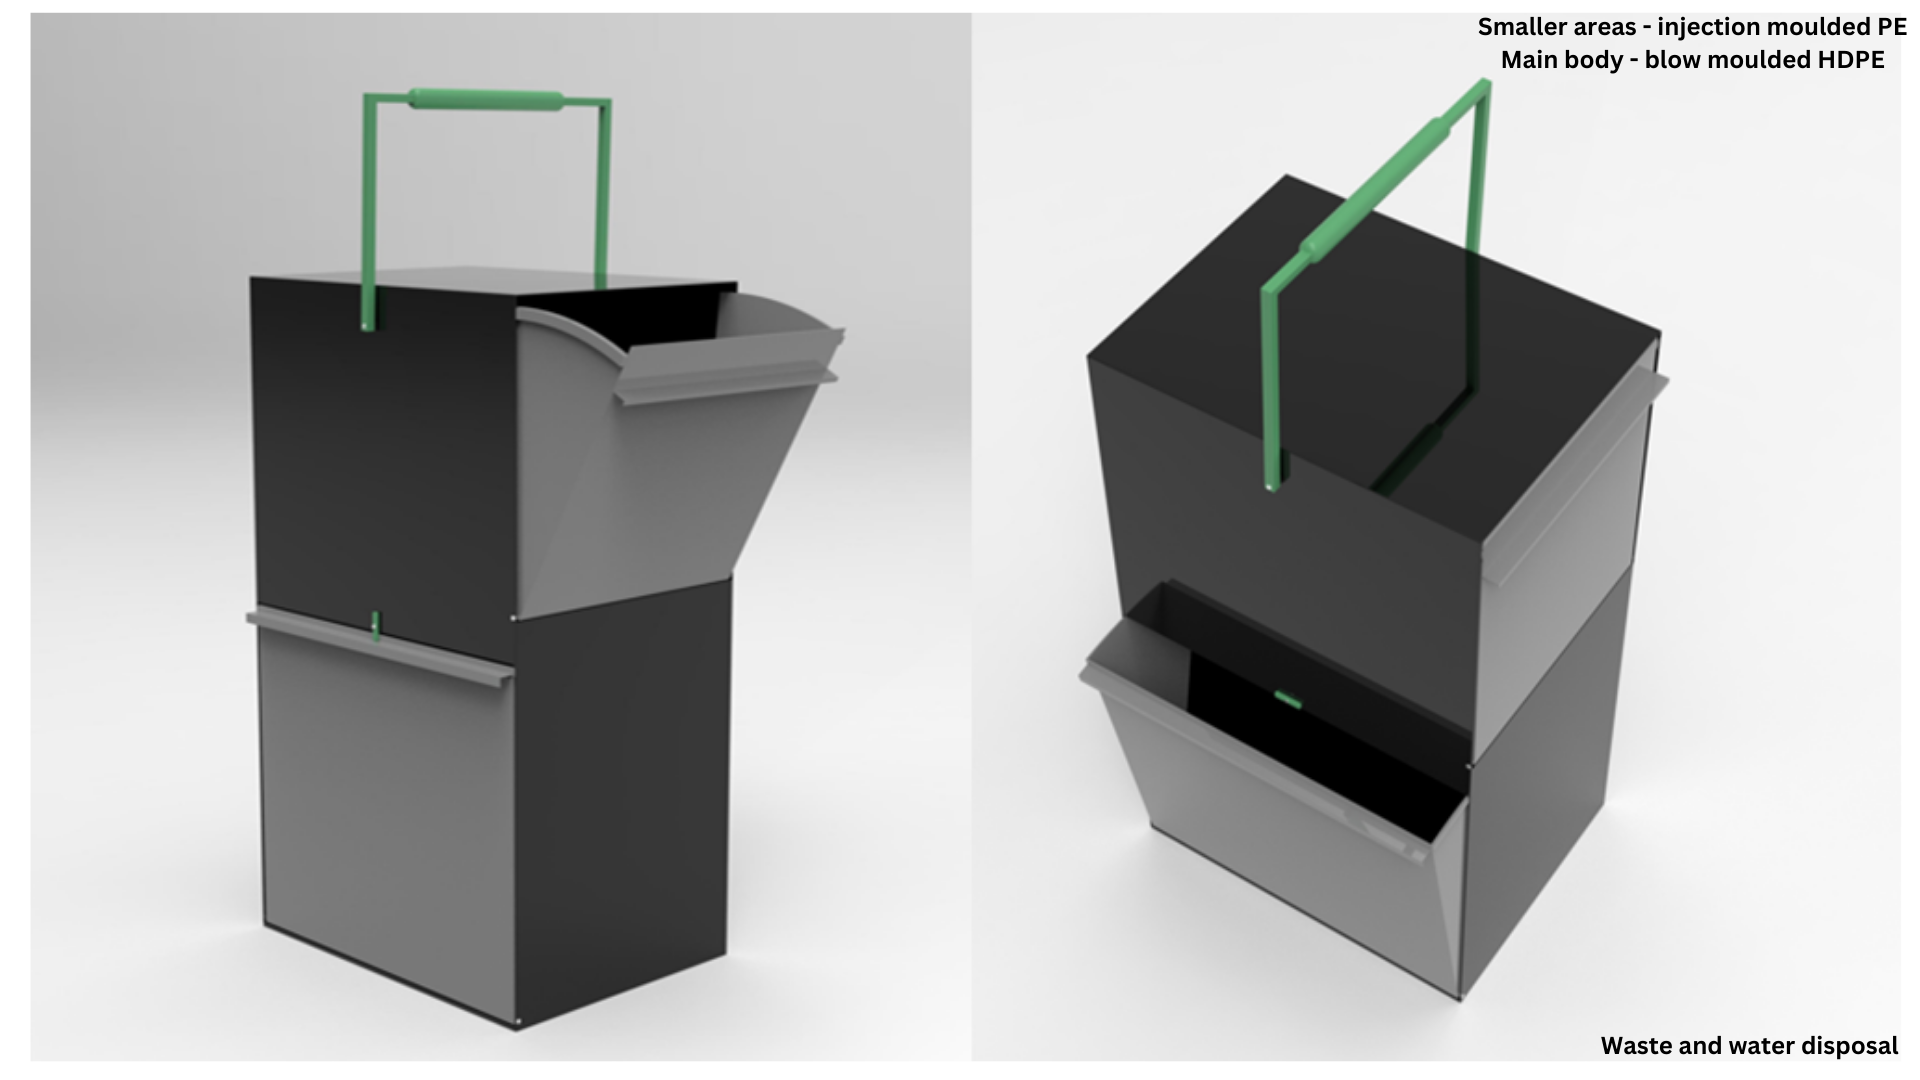 Smaller areas - injection moulded PE
Main body - blow moulded HDPE
Waste and water disposal